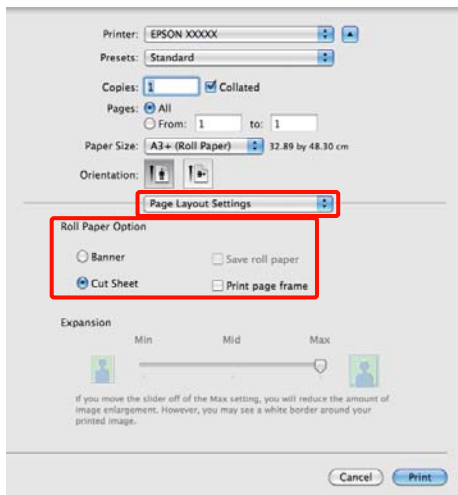 Printer: EPSON XXXXX
Presets: Standard
Copies: 1 Collated
Pages: All
From: 1 to: 1
Paper Size: A3+ (Roll Paper) 32.89 by 48.30 cm
Orientation:
Page Layout Settings
Roll Paper Option
Banner Save roll paper
Cut Sheet Print page frame
Expansion
Min Mid Max
If you move the slider off of the Max setting, you will reduce the amount of
image enlargement. However, you may see a white border around your
printed image.
Cancel Print